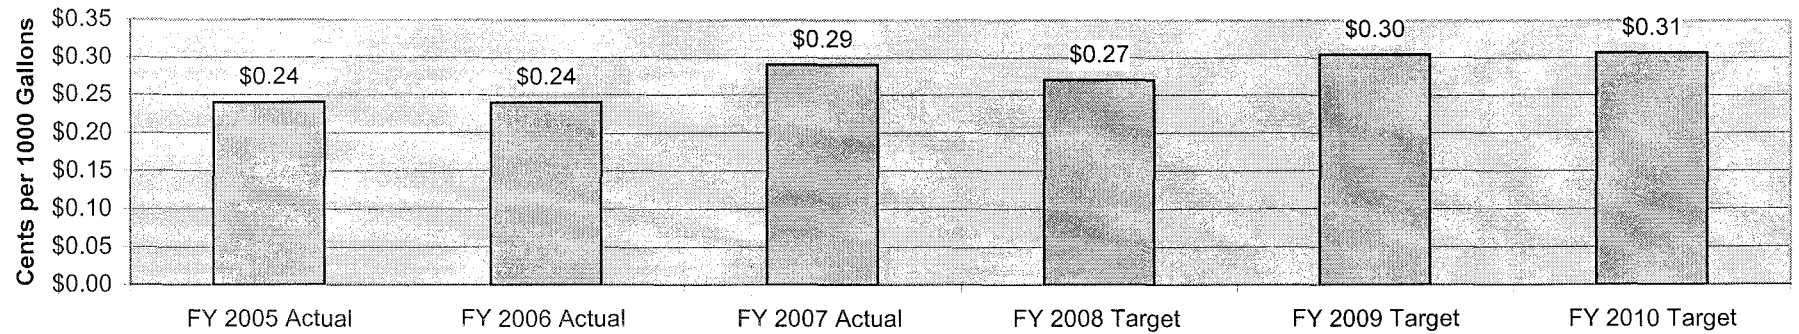 Cents per 1000 Gallons
$0.35
$0.30
$0.25
$0.20
$0.15
$0.10
$0.05
$0.00
$0.24
$0.24
$0.29
$0.27
$0.30
$0.31
FY 2005 Actual
FY 2006 Actual
FY 2007 Actual
FY 2008 Target
FY 2009 Target
FY 2010 Target